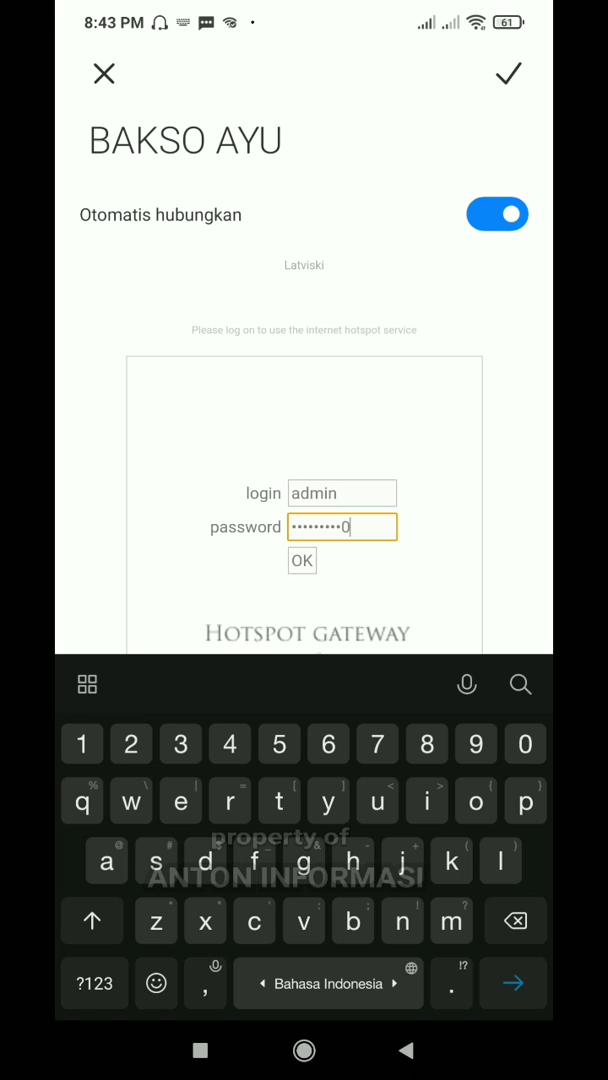 8:43 PM 61
BAKSO AYU
Otomatis hubungkan
Latviski
Please log on to use the internet hotspot service
login admin
password •••••••••0
OK
HOTSPOT GATEWAY
1 2 3 4 5 6 7 8 9 0
% \ | = [ ] < > { }
q w e r t y u i o p
property of
@ # $ _ & - + ( )
a s d f g h j k l
ANTON INFORMASI
* " ' : ; ! ?
z x c v b n m
?123 , Bahasa Indonesia !? .